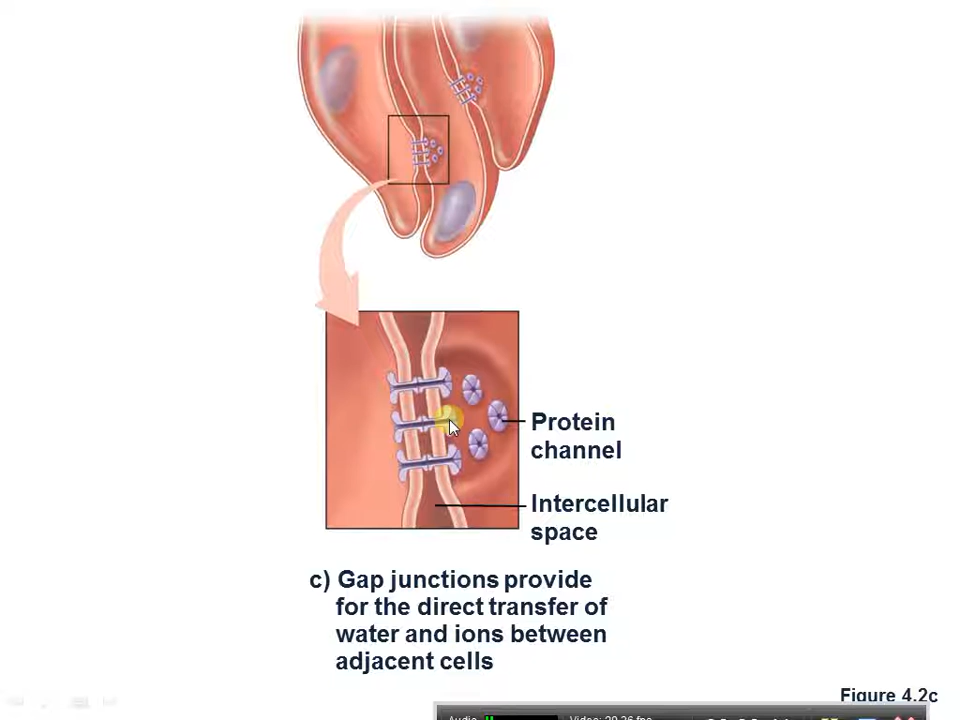 Protein
channel
Intercellular
space
c) Gap junctions provide
for the direct transfer of
water and ions between
adjacent cells
Figure 4.2c
Audio